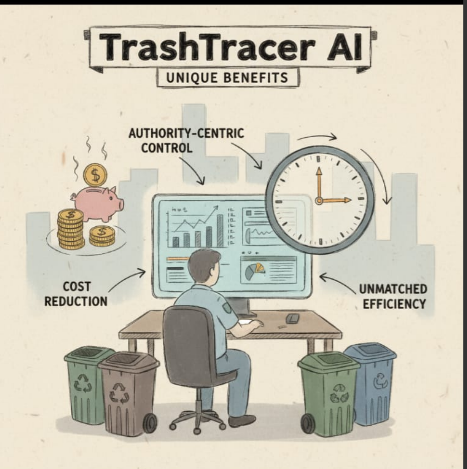 TrashTracer AI
UNIQUE BENEFITS
AUTHORITY-CENTRIC
CONTROL
COST
REDUCTION
UNMATCHED
EFFICIENCY